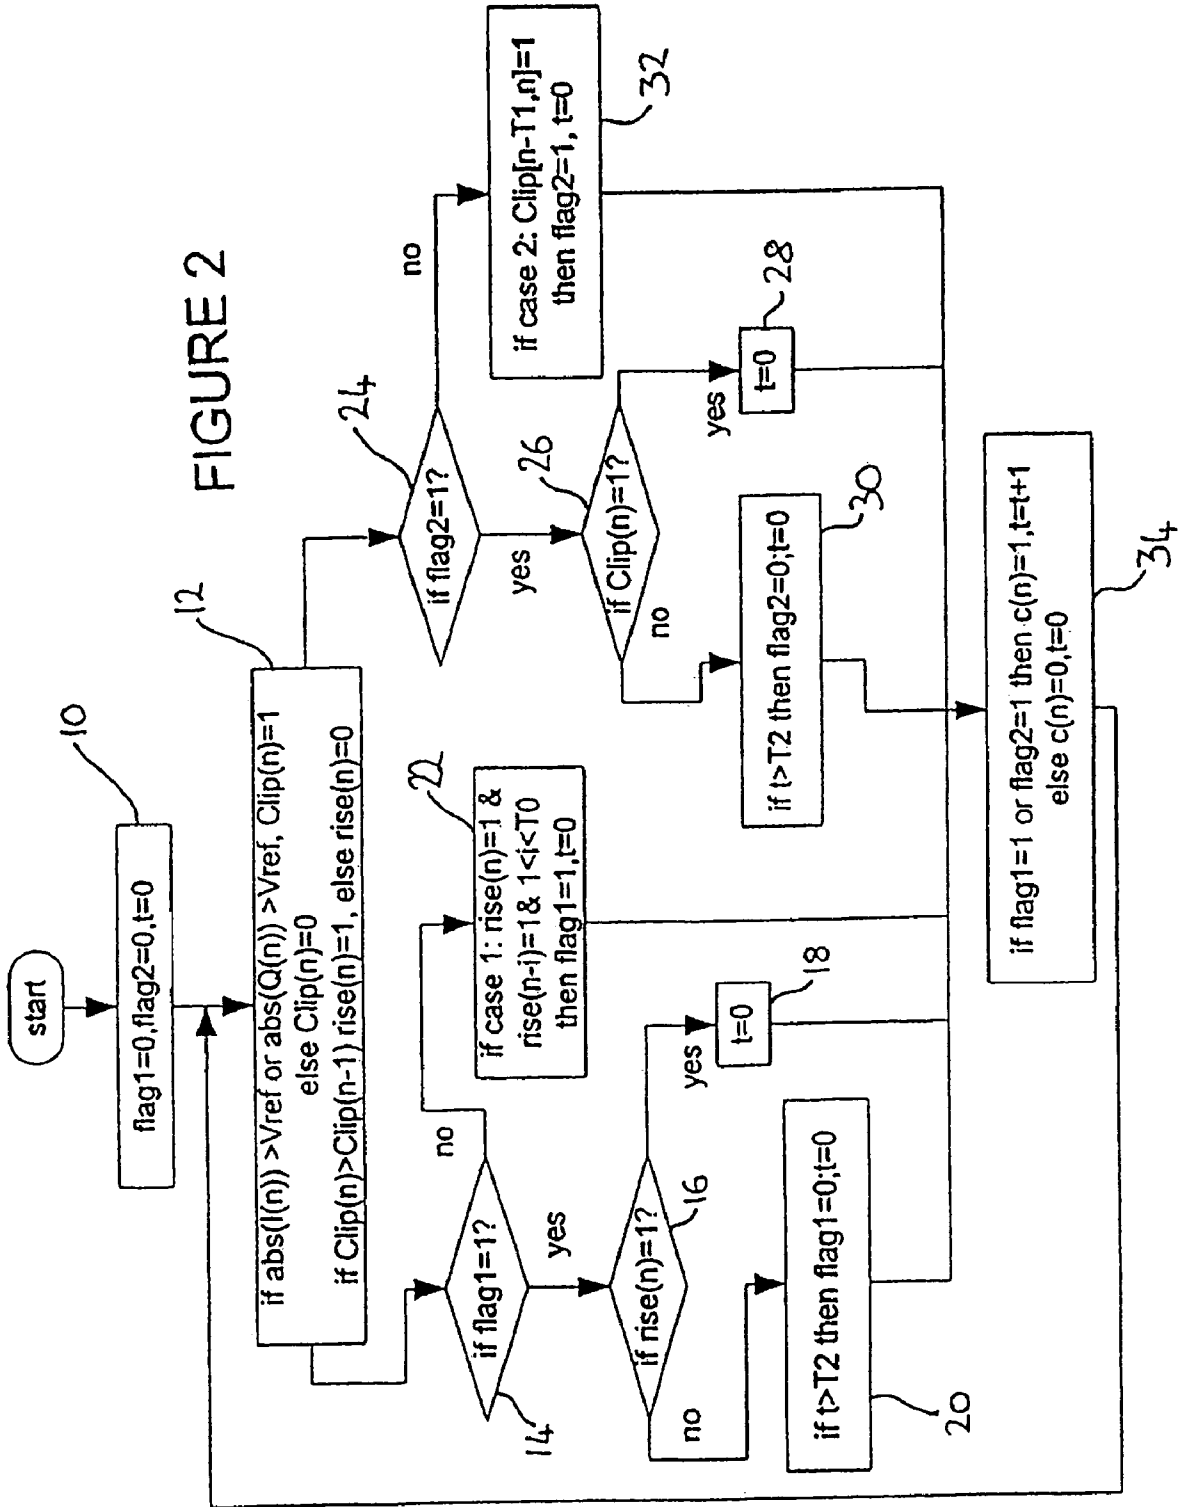 FIGURE 2
start
10
flag1=0,flag2=0,t=0
12
if abs(I(n)) >Vref or abs(Q(n)) >Vref, Clip(n)=1
else Clip(n)=0
if Clip(n)>Clip(n-1) rise(n)=1, else rise(n)=0
14
if flag1=1?
no
yes
22
if case 1: rise(n)=1 &
rise(n-i)=1& 1<i<T0
then flag1=1,t=0
16
if rise(n)=1?
no
yes
18
t=0
20
if t>T2 then flag1=0;t=0
24
if flag2=1?
no
yes
26
if Clip(n)=1?
no
yes
28
t=0
30
if t>T2 then flag2=0;t=0
32
if case 2: Clip[n-T1,n]=1
then flag2=1, t=0
34
if flag1=1 or flag2=1 then c(n)=1,t=t+1
else c(n)=0,t=0